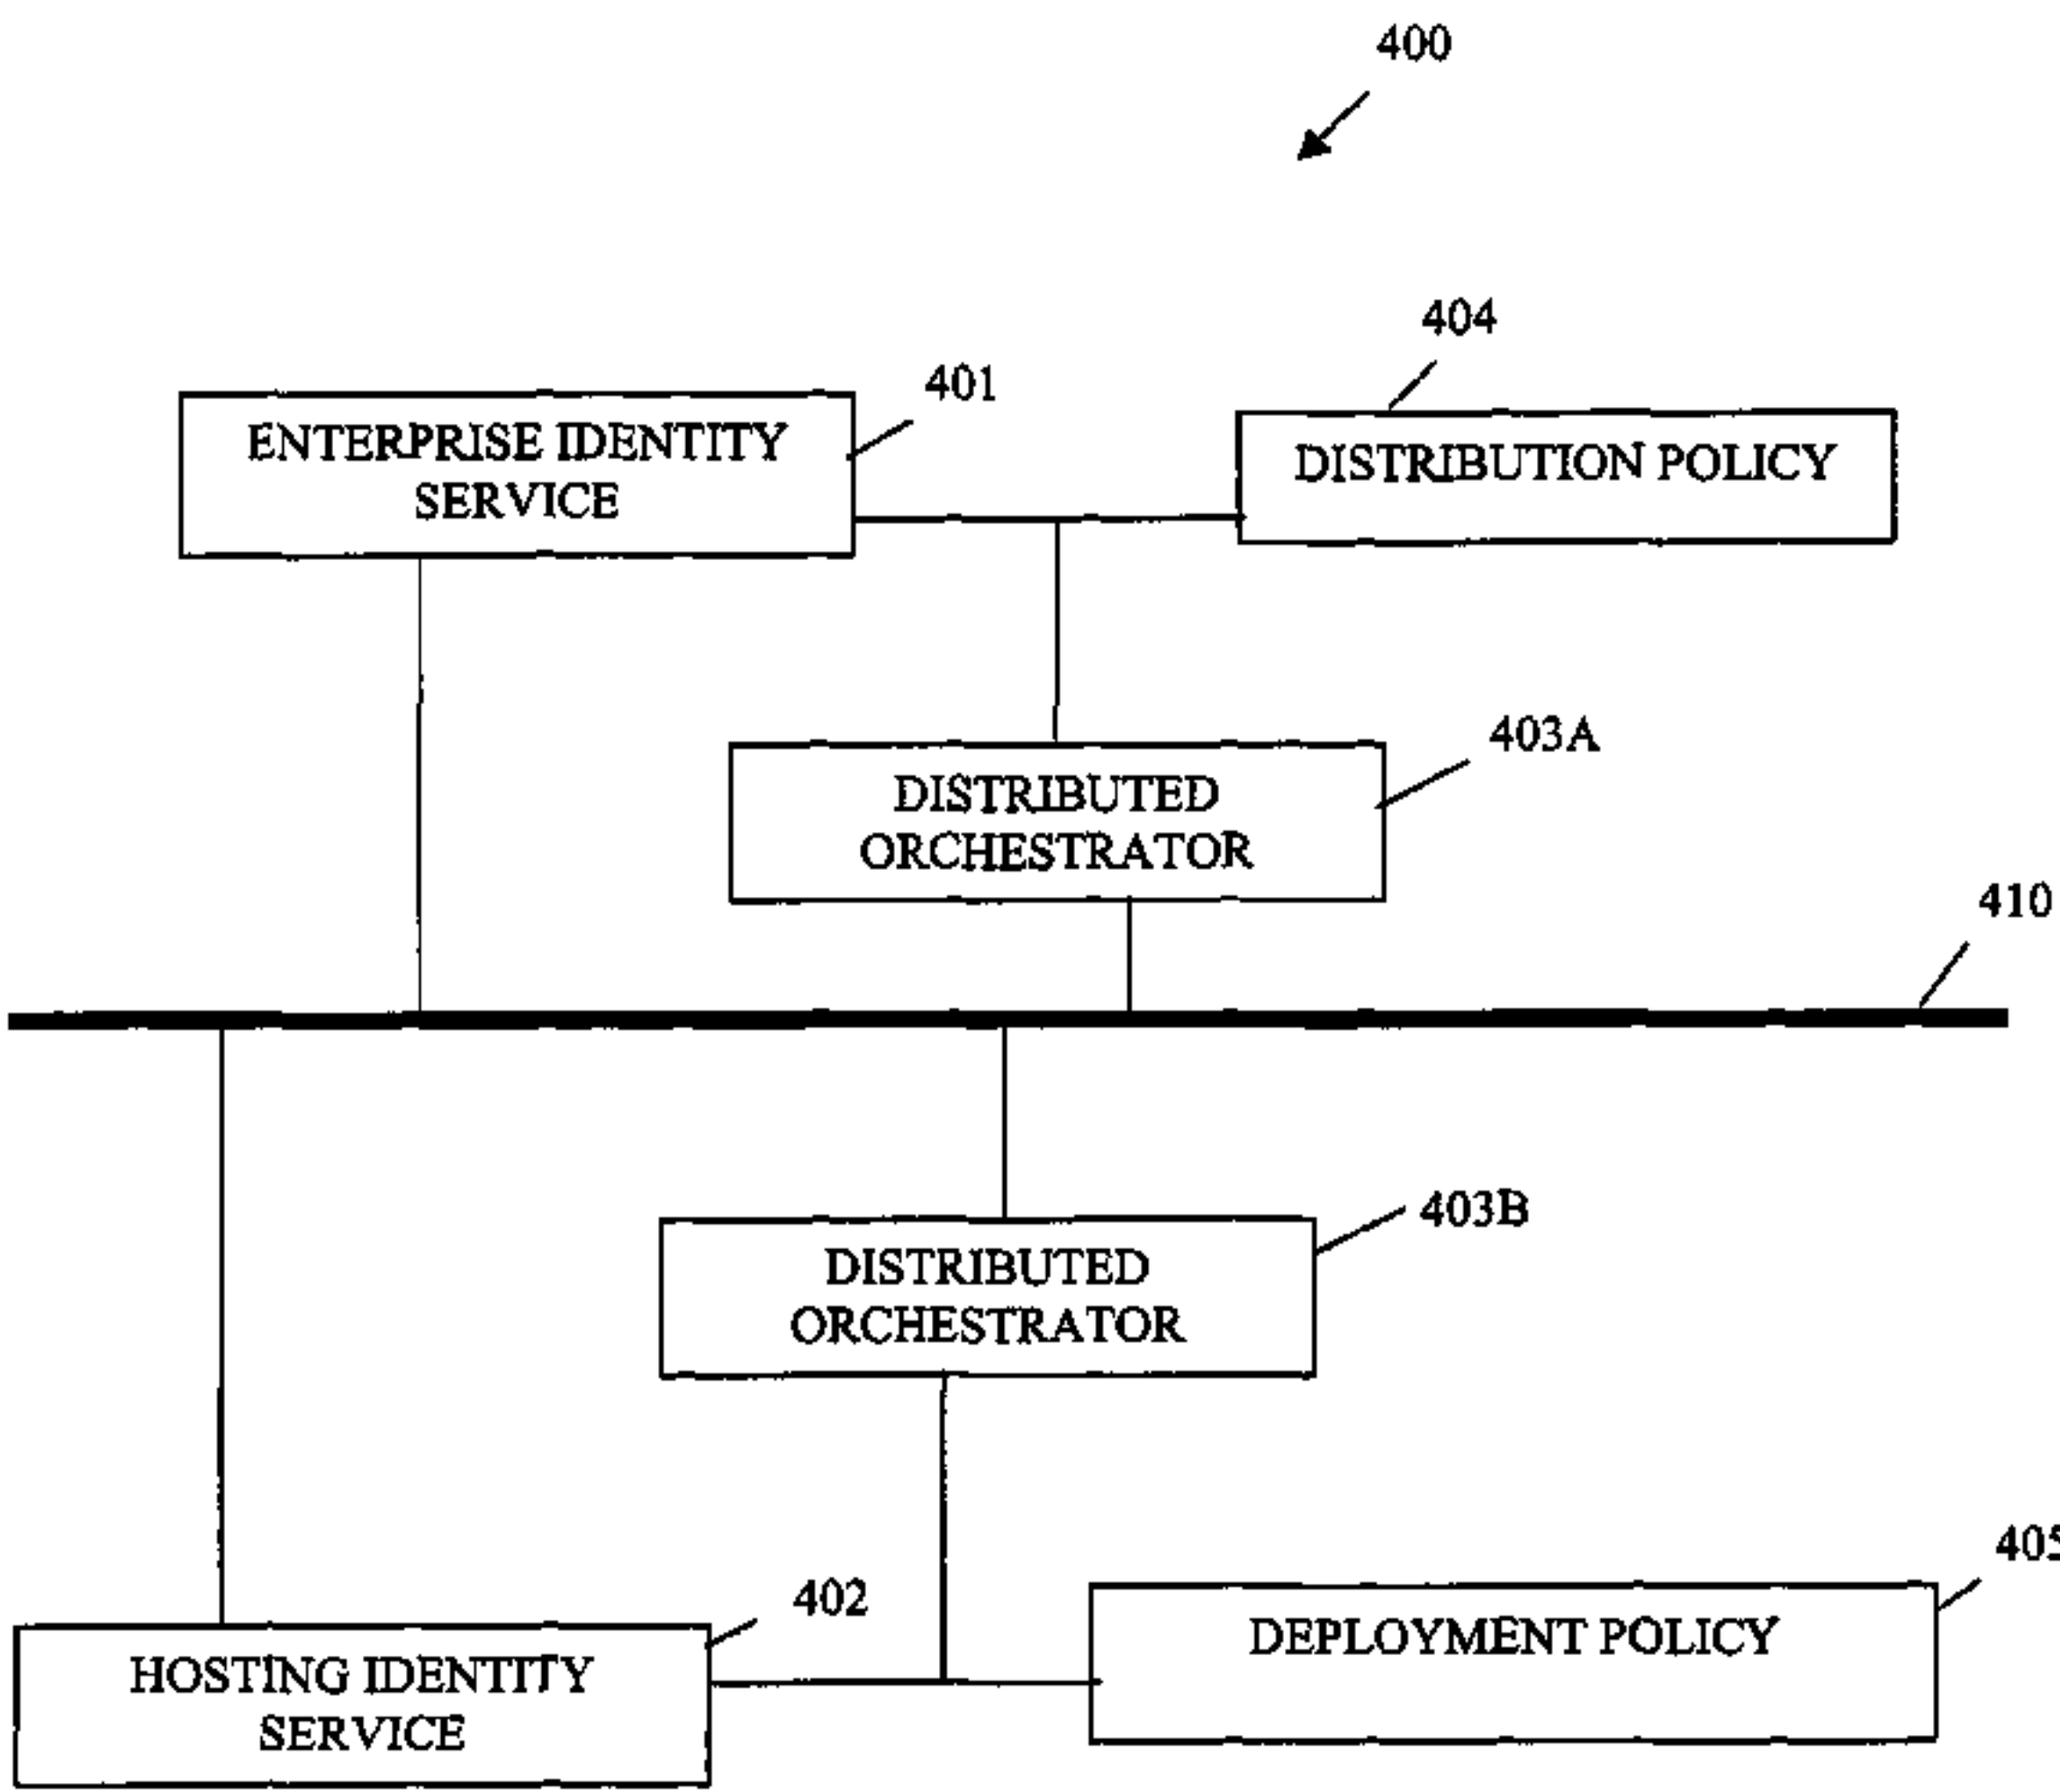 400
404
401
ENTERPRISE IDENTITY
SERVICE
DISTRIBUTION POLICY
403A
DISTRIBUTED
ORCHESTRATOR
410
403B
DISTRIBUTED
ORCHESTRATOR
405
402
DEPLOYMENT POLICY
HOSTING IDENTITY
SERVICE